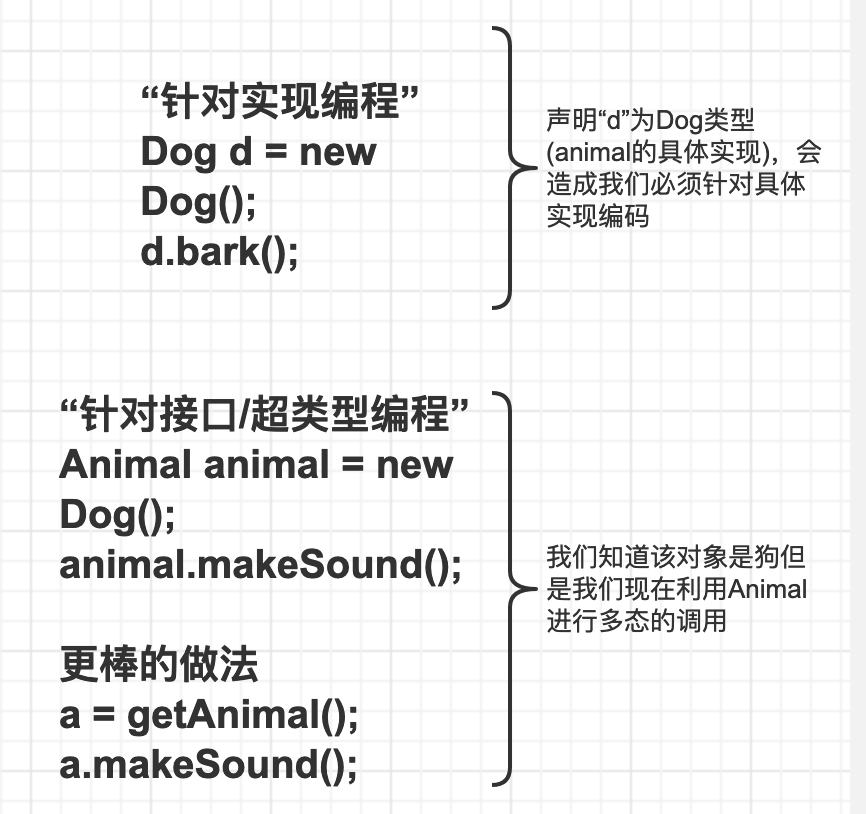 “针对实现编程”
Dog d = new
Dog();
d.bark();
声明“d”为Dog类型
(animal的具体实现)，会
造成我们必须针对具体
实现编码
“针对接口/超类型编程”
Animal animal = new
Dog();
animal.makeSound();
更棒的做法
a = getAnimal();
a.makeSound();
我们知道该对象是狗但
是我们现在利用Animal
进行多态的调用